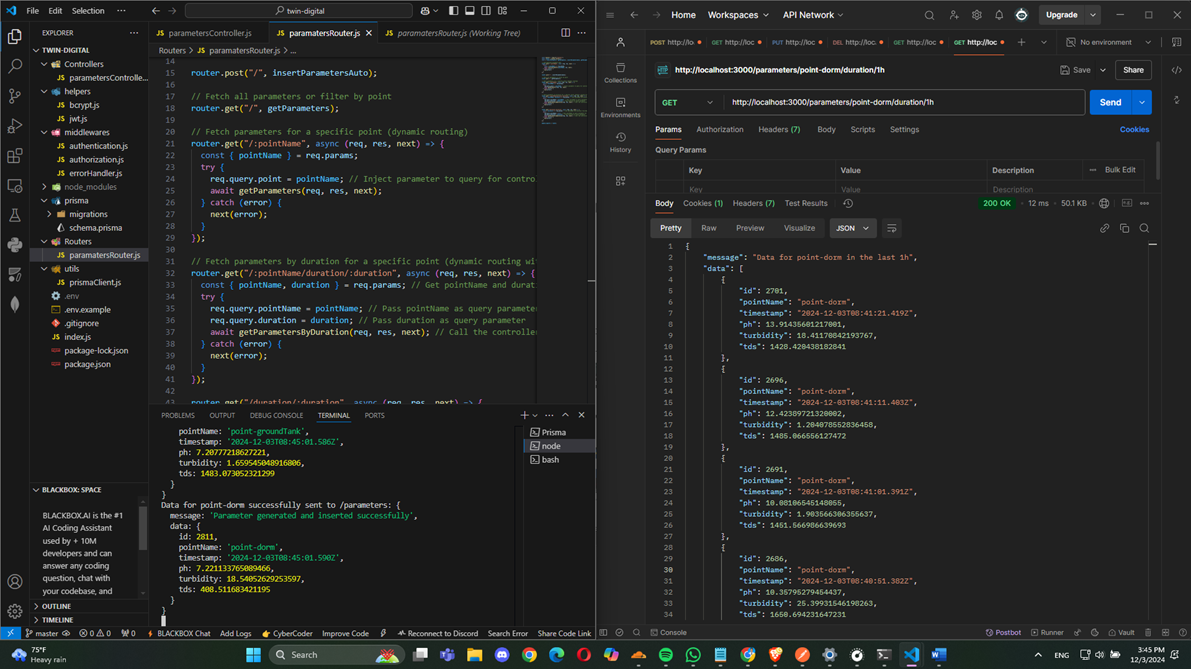 File Edit Selection ... twin-digital
EXPLORER
TWIN-DIGITAL
Controllers
JS parametersControlle...
helpers
JS bcrypt.js
JS jwt.js
middlewares
JS authentication.js
JS authorization.js
JS errorHandler.js
node_modules
prisma
migrations
schema.prisma
Routers
JS paramatersRouter.js
utils
JS prismaClient.js
.env
.env.example
.gitignore
JS index.js
package-lock.json
package.json
BLACKBOX: SPACE
BLACKBOX.AI is the #1
AI Coding Assistant
used by + 10M
developers and can
answer any coding
question, chat with
your codebase, and
OUTLINE
TIMELINE
JS parametersController.js JS paramatersRouter.js JS paramatersRouter.js (Working Tree)
Routers > JS paramatersRouter.js > ...
14
15 router.post("/", insertParametersAuto);
16
17 // Fetch all parameters or filter by point
18 router.get("/", getParameters);
19
20 // Fetch parameters for a specific point (dynamic routing)
21 router.get("/:pointName", async (req, res, next) => {
22 const { pointName } = req.params;
23 try {
24 req.query.point = pointName; // Inject parameter to query for contro
25 await getParameters(req, res, next);
26 } catch (error) {
27 next(error);
28 }
29 });
30
31 // Fetch parameters by duration for a specific point (dynamic routing wi
32 router.get("/:pointName/duration/:duration", async (req, res, next) => {
33 const { pointName, duration } = req.params; // Get pointName and durat
34 try {
35 req.query.pointName = pointName; // Pass pointName as query paramete
36 req.query.duration = duration; // Pass duration as query parameter
37 await getParametersByDuration(req, res, next); // Call the controlle
38 } catch (error) {
39 next(error);
40 }
41 });
42
43 router.get("/duration/:duration", async (req, res, next) => {
PROBLEMS OUTPUT DEBUG CONSOLE TERMINAL PORTS
Prisma
node
bash
pointName: 'point-groundTank',
timestamp: '2024-12-03T08:45:01.586Z',
ph: 7.20777218627221,
turbidity: 1.659545048916806,
tds: 1483.073052321299
}
}
Data for point-dorm successfully sent to /parameters: {
message: 'Parameter generated and inserted successfully',
data: {
id: 2811,
pointName: 'point-dorm',
timestamp: '2024-12-03T08:45:01.590Z',
ph: 7.221133765089466,
turbidity: 18.54052629253597,
tds: 408.511683421195
}
}
master 0 0 0 BLACKBOX Chat Add Logs CyberCoder Improve Code Reconnect to Discord Search Error Share Code Link
Home Workspaces API Network Upgrade
POST http://loc GET http://loc PUT http://loc DEL http://loc GET http://loc GET http://loc No environment
Collections
Environments
History
HTTP http://localhost:3000/parameters/point-dorm/duration/1h Save Share
GET http://localhost:3000/parameters/point-dorm/duration/1h Send
Params Authorization Headers (7) Body Scripts Settings Cookies
Query Params
Key Value Description ... Bulk Edit
Key Value Description
Body Cookies (1) Headers (7) Test Results 200 OK 12 ms 50.1 KB
Pretty Raw Preview Visualize JSON
1 {
2 "message": "Data for point-dorm in the last 1h",
3 "data": [
4 {
5 "id": 2701,
6 "pointName": "point-dorm",
7 "timestamp": "2024-12-03T08:41:21.419Z",
8 "ph": 13.91435601217001,
9 "turbidity": 18.41170842193767,
10 "tds": 1428.420438182841
11 },
12 {
13 "id": 2696,
14 "pointName": "point-dorm",
15 "timestamp": "2024-12-03T08:41:11.403Z",
16 "ph": 12.42389721320002,
17 "turbidity": 1.204078552836458,
18 "tds": 1485.066556127472
19 },
20 {
21 "id": 2691,
22 "pointName": "point-dorm",
23 "timestamp": "2024-12-03T08:41:01.391Z",
24 "ph": 10.08106545148055,
25 "turbidity": 1.903566306355637,
26 "tds": 1451.566986639693
27 },
28 {
29 "id": 2686,
30 "pointName": "point-dorm",
31 "timestamp": "2024-12-03T08:40:51.382Z",
32 "ph": 10.35795279454437,
33 "turbidity": 25.39931546198263,
34 "tds": 1650.694231647231
Console Postbot Runner Vault
75°F
Heavy rain
Search
ENG
3:45 PM
12/3/2024